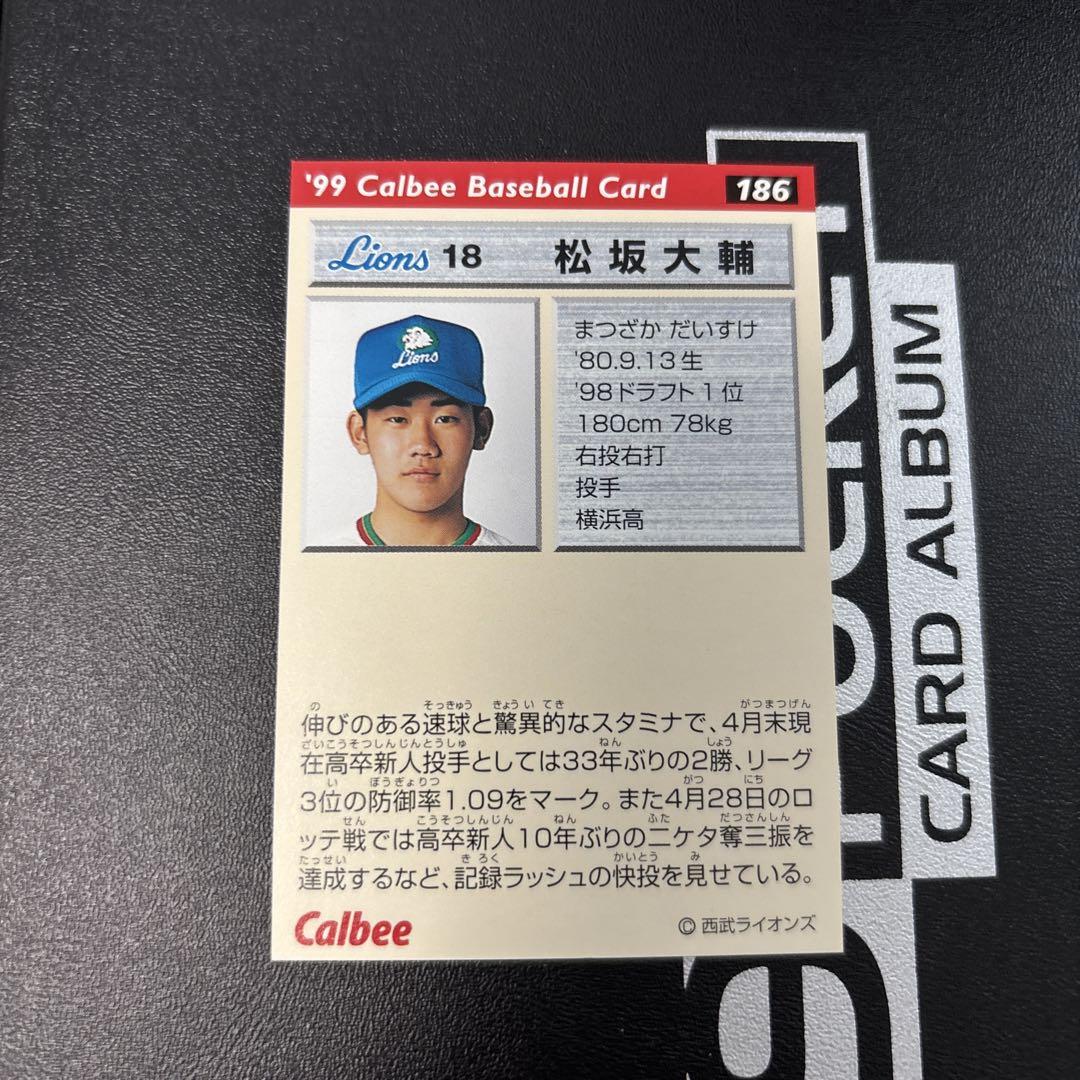 '99 Calbee Baseball Card 186
Lions 18 松坂大輔
Lions
まつざか だいすけ
'80.9.13生
'98ドラフト1位
180cm 78kg
右投右打
投手
横浜高
伸びのある速球と驚異的なスタミナで、4月末現
在高卒新人投手としては33年ぶりの2勝、リーグ
3位の防御率1.09をマーク。また4月28日のロ
ッテ戦では高卒新人10年ぶりの二ケタ奪三振を
達成するなど、記録ラッシュの快投を見せている。
Calbee
© 西武ライオンズ
CARD ALBUM